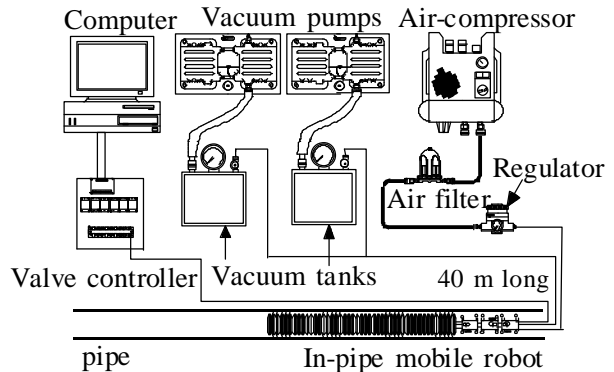 Computer
Vacuum pumps
Air-compressor
Regulator
Air filter
Valve controller
Vacuum tanks
40 m long
pipe
In-pipe mobile robot